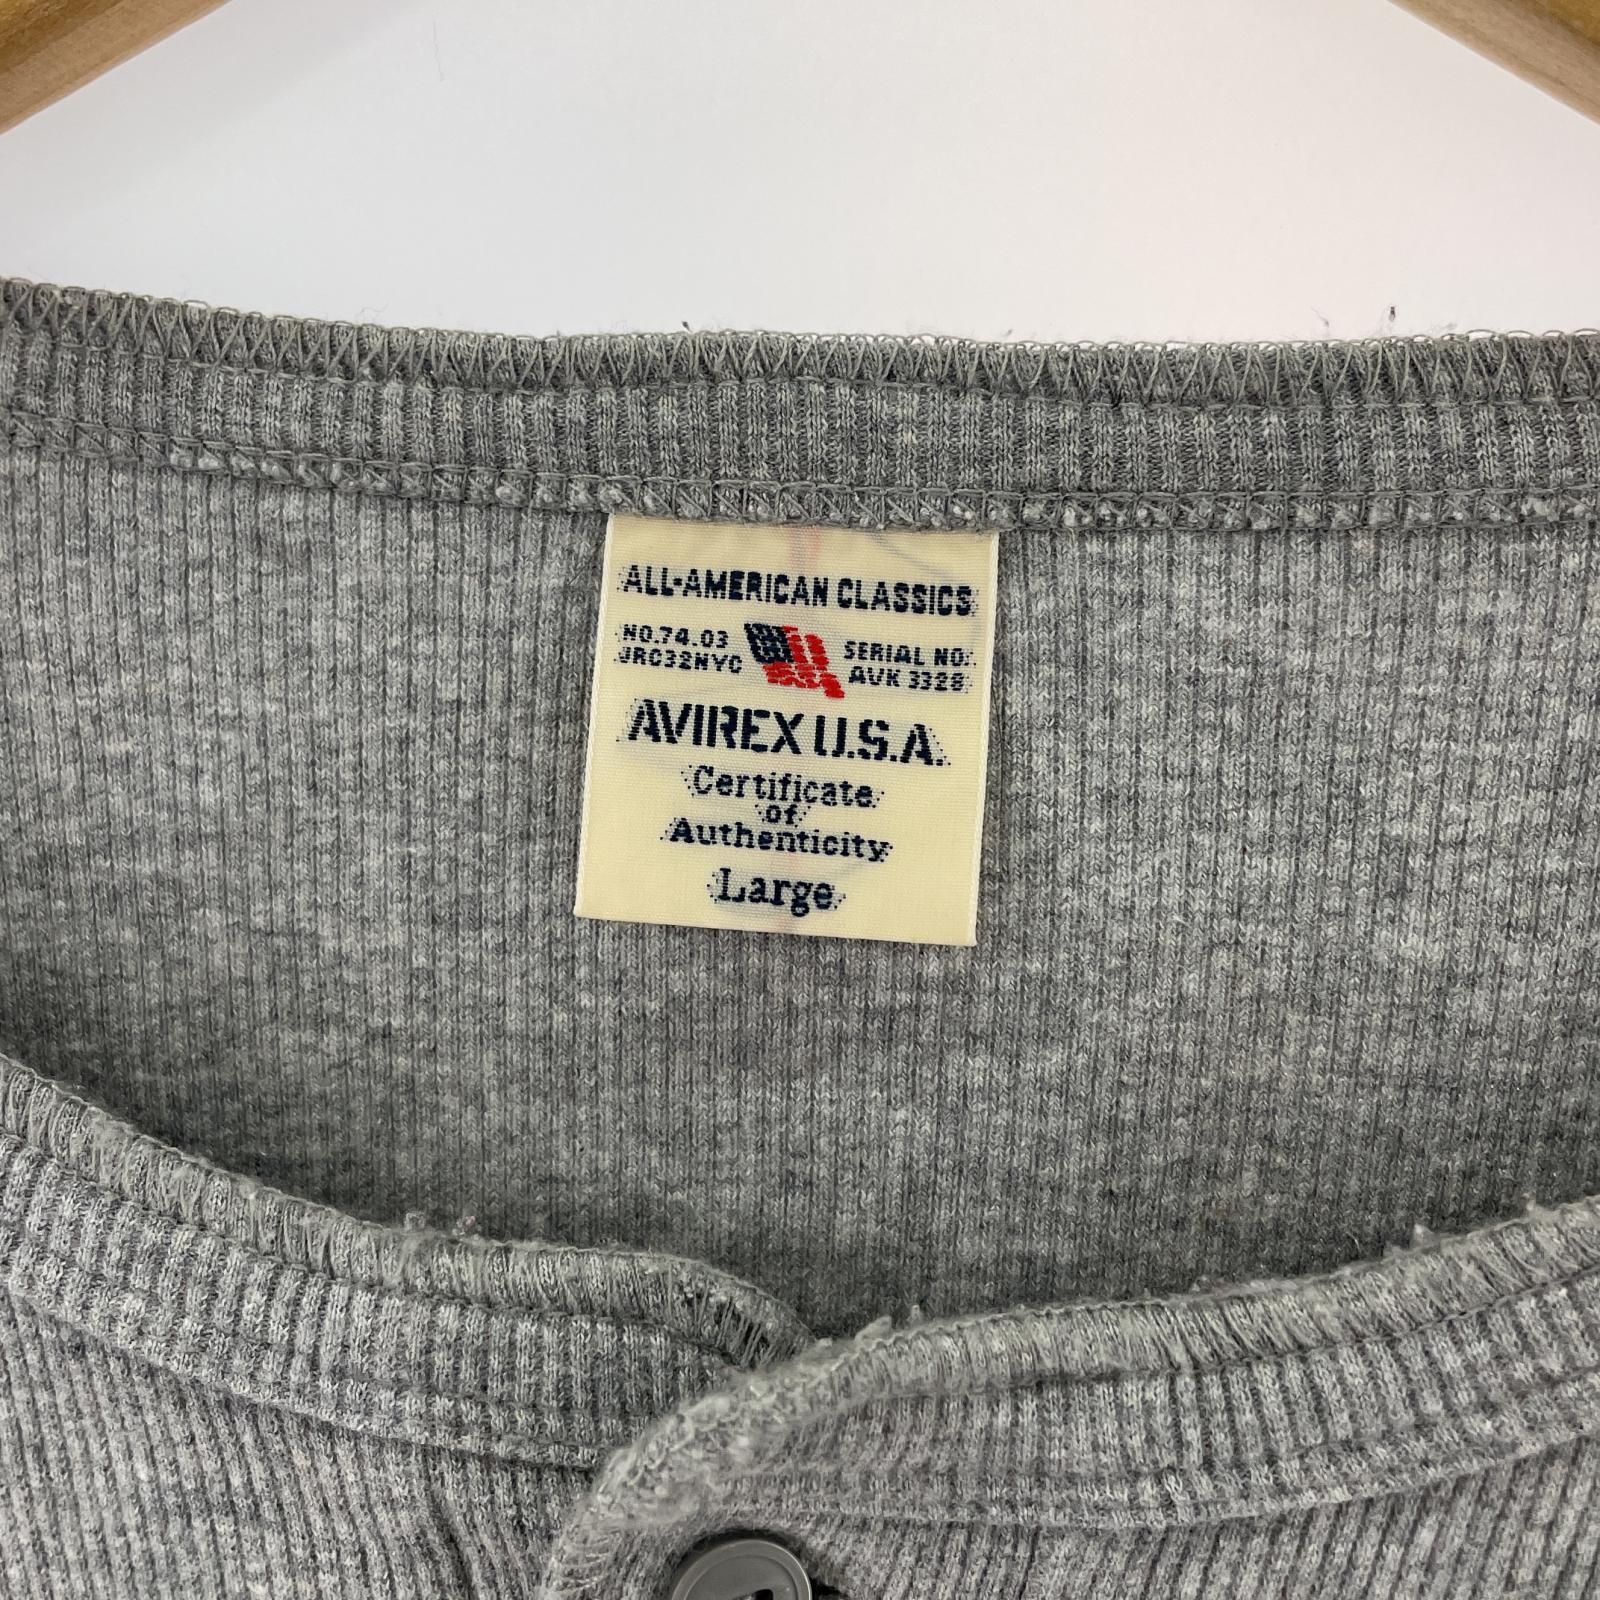 ALL-AMERICAN CLASSICS
NO.74.03
JRC32NYC
SERIAL NO:
AVK 3328
AVIREX U.S.A.
Certificate
of
Authenticity
Large